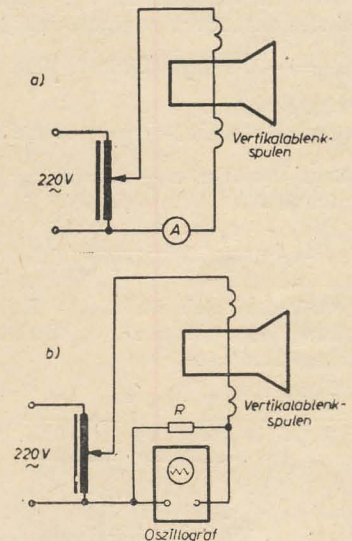 a)
Vertikalablenk-
spulen
220V
~
A
b)
R
Vertikalablenk-
spulen
220V
~
Oszillograf